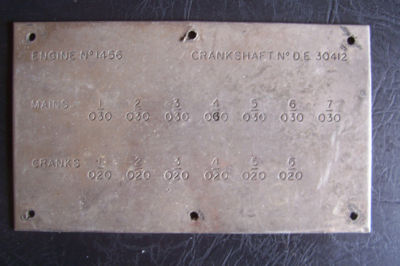 ENGINE Nº 1456 CRANKSHAFT Nº D.E. 30412
MAINS. 1 2 3 4 5 6 7
030 030 030 030 030 030 030
CRANKS 1 2 3 4 5 6
020 020 020 020 020 020